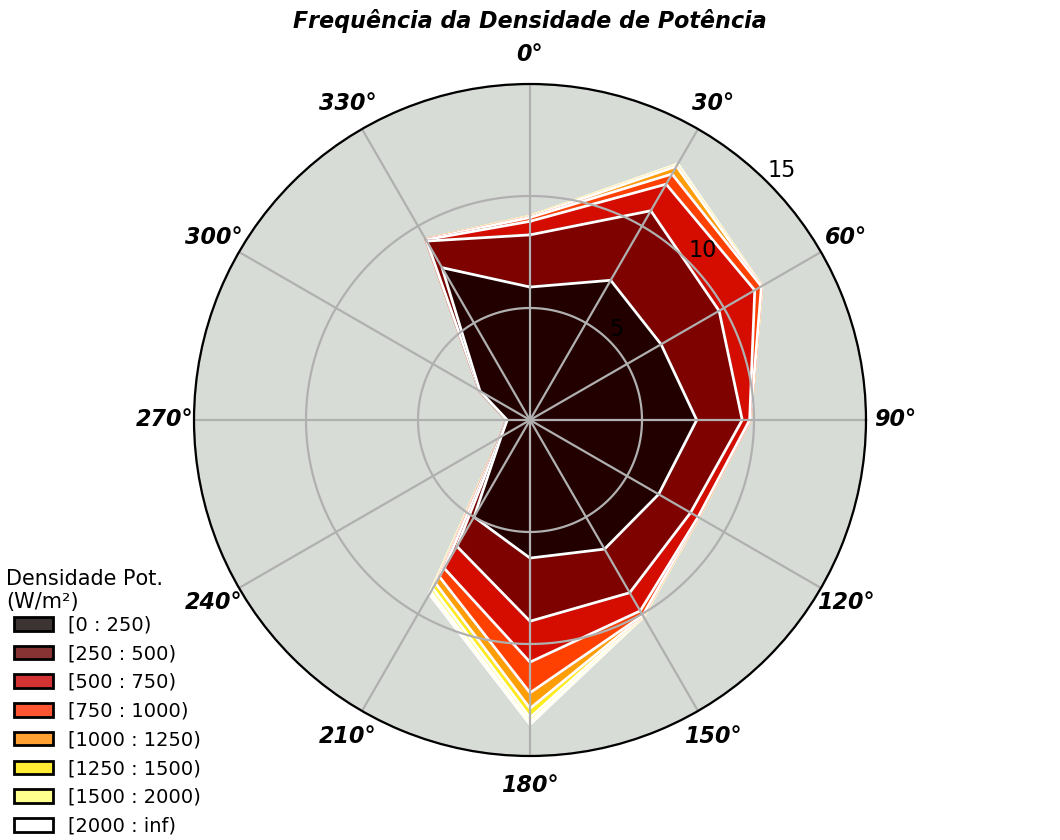 Frequência da Densidade de Potência
0°
330°
30°
15
300°
60°
10
5
270°
90°
240°
120°
210°
150°
180°
Densidade Pot.
(W/m²)
[0 : 250)
[250 : 500)
[500 : 750)
[750 : 1000)
[1000 : 1250)
[1250 : 1500)
[1500 : 2000)
[2000 : inf)